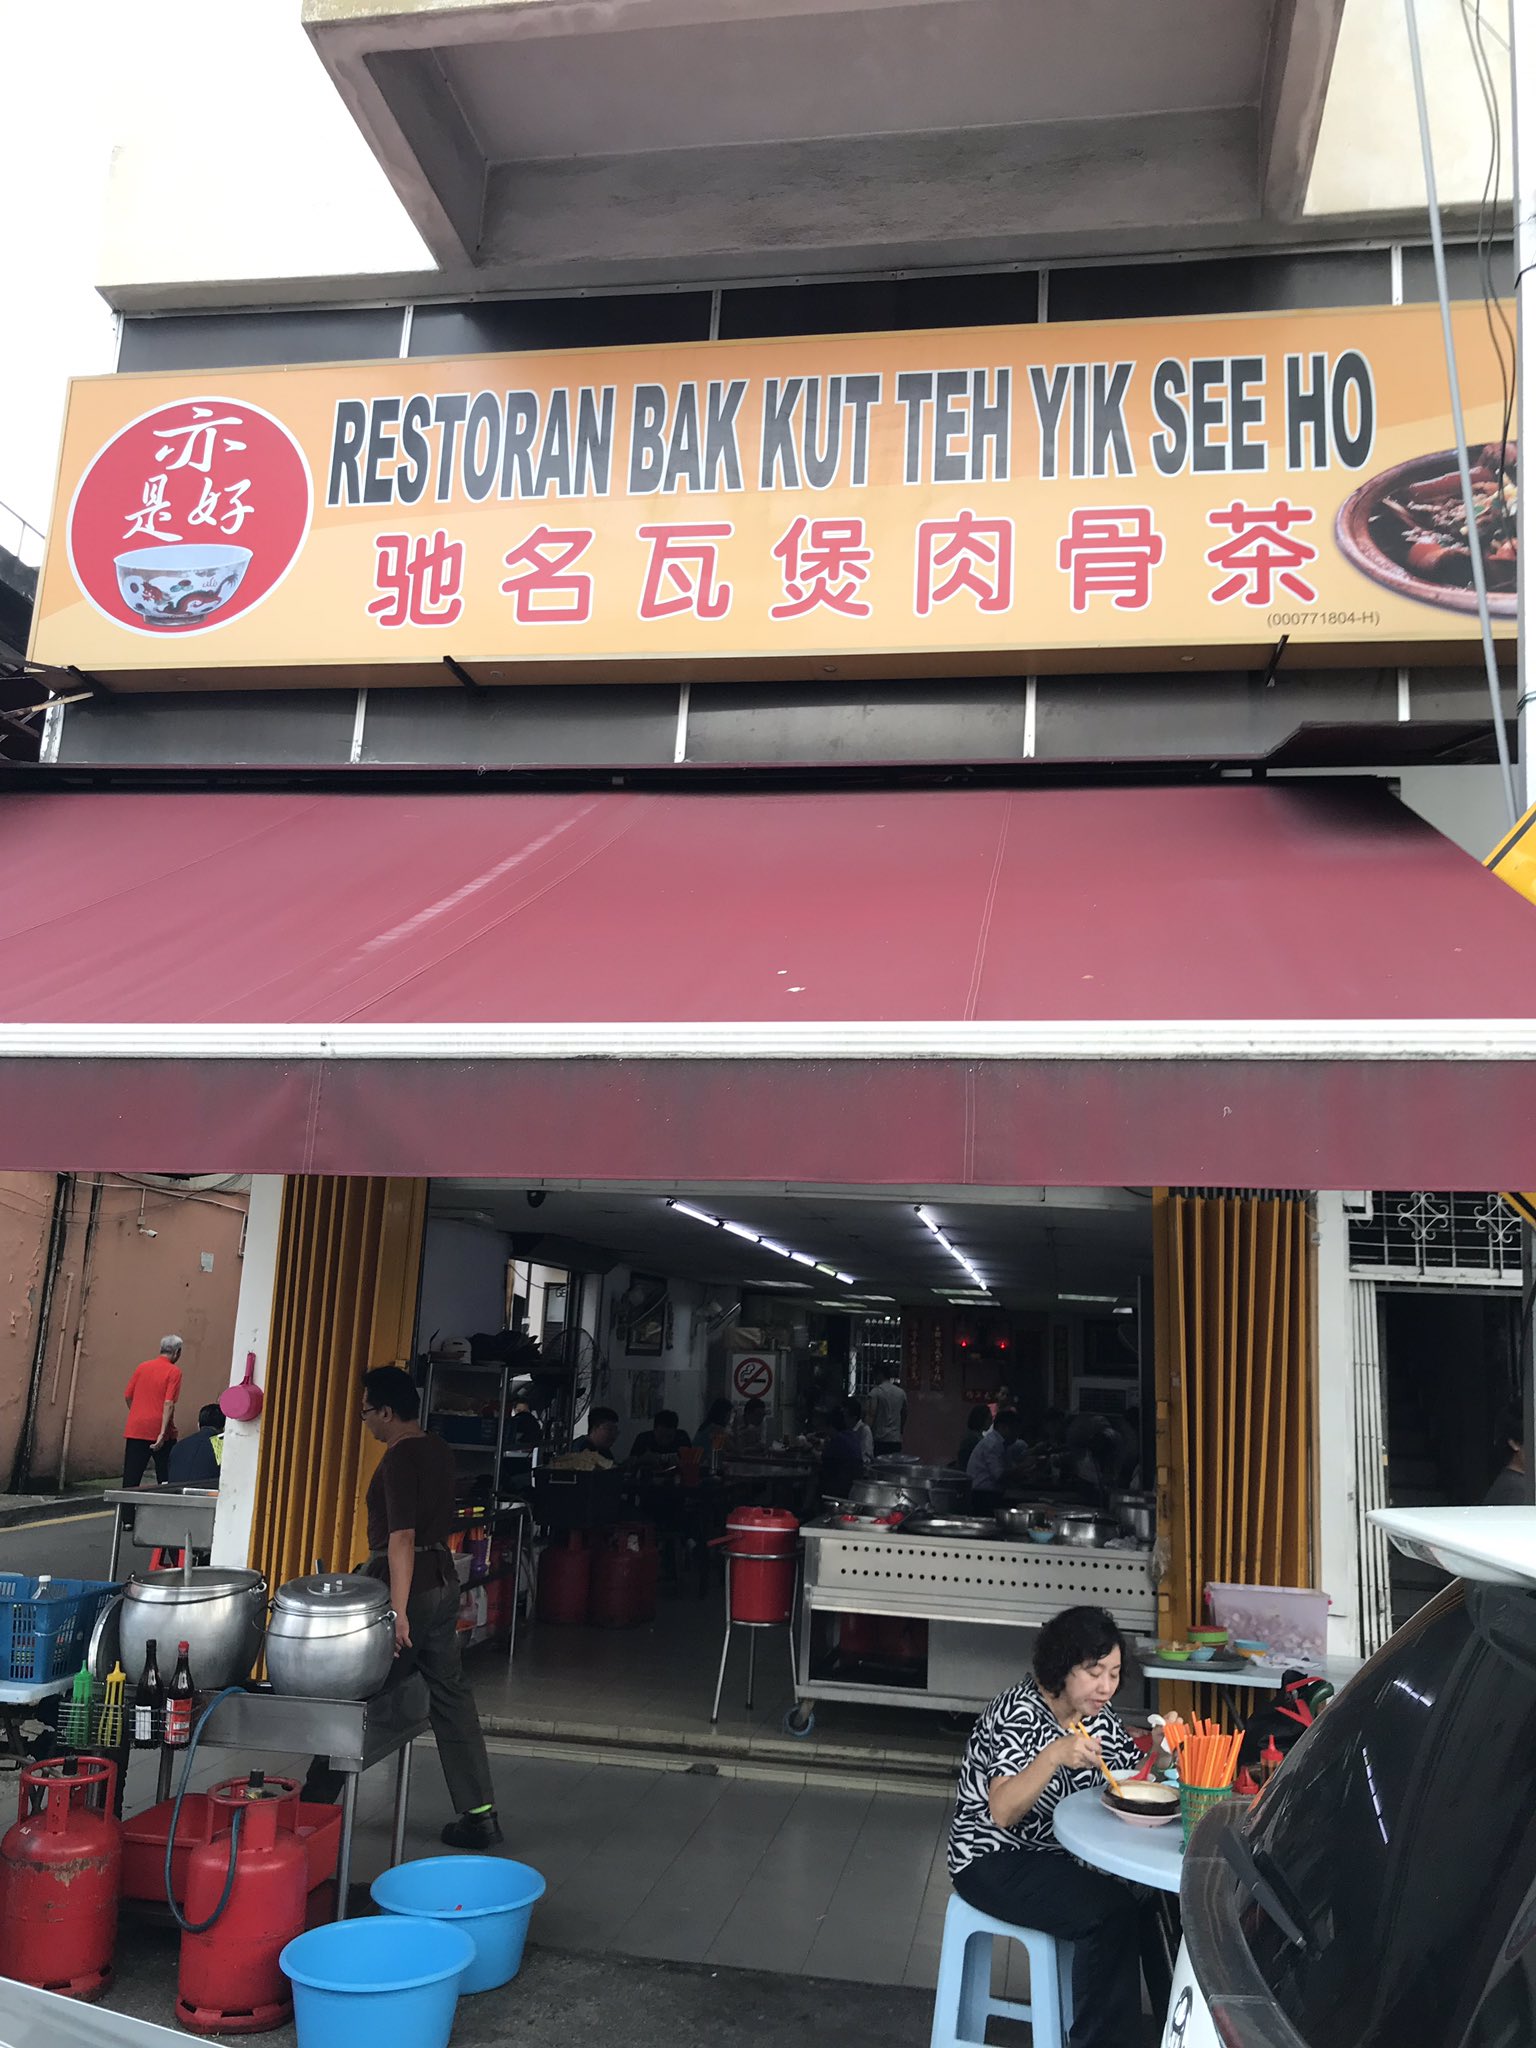 亦
是好
RESTORAN BAK KUT TEH YIK SEE HO
驰名瓦煲肉骨茶
(000771804-H)